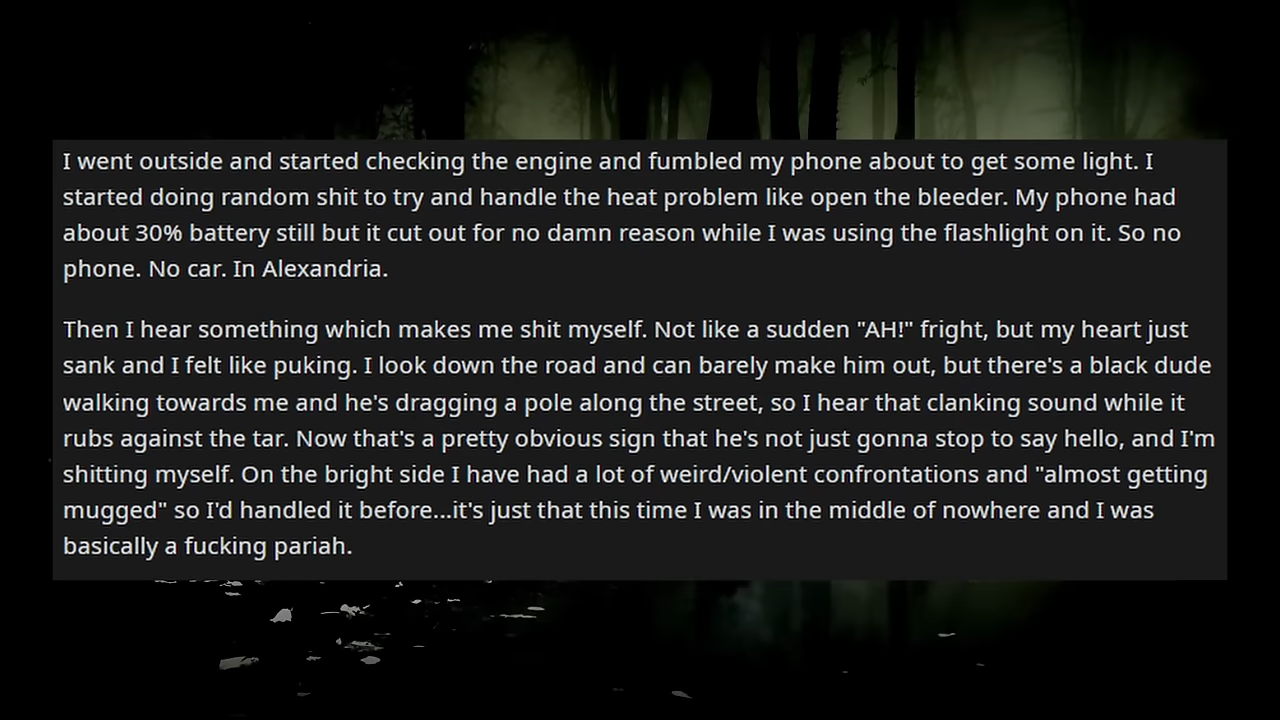 I went outside and started checking the engine and fumbled my phone about to get some light. I
started doing random shit to try and handle the heat problem like open the bleeder. My phone had
about 30% battery still but it cut out for no damn reason while I was using the flashlight on it. So no
phone. No car. In Alexandria.
Then I hear something which makes me shit myself. Not like a sudden "AH!" fright, but my heart just
sank and I felt like puking. I look down the road and can barely make him out, but there's a black dude
walking towards me and he's dragging a pole along the street, so I hear that clanking sound while it
rubs against the tar. Now that's a pretty obvious sign that he's not just gonna stop to say hello, and I'm
shitting myself. On the bright side I have had a lot of weird/violent confrontations and "almost getting
mugged" so I'd handled it before...it's just that this time I was in the middle of nowhere and I was
basically a fucking pariah.